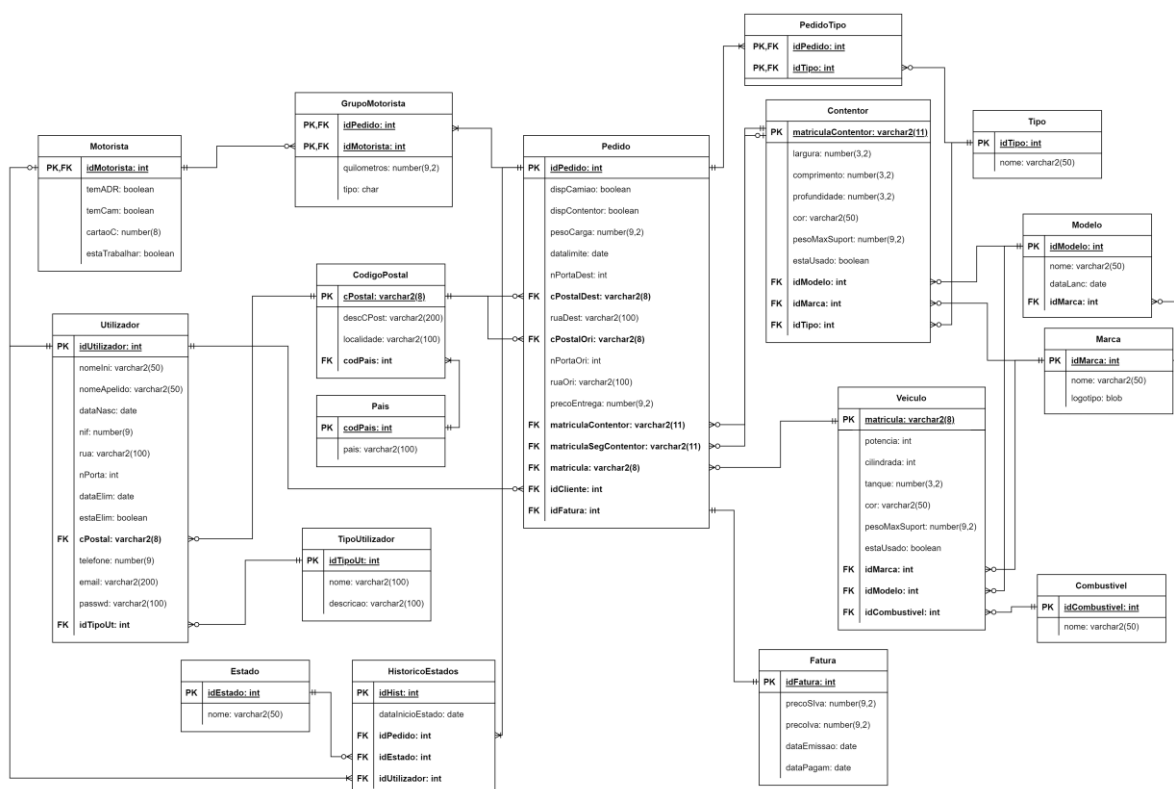 PedidoTipo
PK,FK idPedido: int
PK,FK idTipo: int
GrupoMotorista
PK,FK idPedido: int
PK,FK idMotorista: int
quilometros: number(9,2)
tipo: char
Motorista
PK,FK idMotorista: int
temADR: boolean
temCam: boolean
cartaoC: number(8)
estaTrabalhar: boolean
Pedido
PK idPedido: int
dispCamiao: boolean
dispContentor: boolean
pesoCarga: number(9,2)
datalimite: date
nPortaDest: int
cPostalDest: varchar2(8)
ruaDest: varchar2(100)
cPostalOri: varchar2(8)
nPortaOri: int
ruaOri: varchar2(100)
precoEntrega: number(9,2)
FK matriculaContentor: varchar2(11)
FK matriculaSegContentor: varchar2(11)
FK matricula: varchar2(8)
FK idCliente: int
FK idFatura: int
Contentor
PK matriculaContentor: varchar2(11)
largura: number(3,2)
comprimento: number(3,2)
profundidade: number(3,2)
cor: varchar2(50)
pesoMaxSuport: number(9,2)
estaUsado: boolean
FK idModelo: int
FK idMarca: int
FK idTipo: int
Tipo
PK idTipo: int
nome: varchar2(50)
Modelo
PK idModelo: int
nome: varchar2(50)
dataLanc: date
FK idMarca: int
Marca
PK idMarca: int
nome: varchar2(50)
logotipo: blob
CodigoPostal
PK cPostal: varchar2(8)
descCPost: varchar2(200)
localidade: varchar2(100)
FK codPais: int
Pais
PK codPais: int
pais: varchar2(100)
Utilizador
PK idUtilizador: int
nomeIni: varchar2(50)
nomeApelido: varchar2(50)
dataNasc: date
nif: number(9)
rua: varchar2(100)
nPorta: int
dataElim: date
estaElim: boolean
FK cPostal: varchar2(8)
telefone: number(9)
email: varchar2(200)
passwd: varchar2(100)
FK idTipoUt: int
TipoUtilizador
PK idTipoUt: int
nome: varchar2(100)
descricao: varchar2(100)
Veiculo
PK matricula: varchar2(8)
potencia: int
cilindrada: int
tanque: number(3,2)
cor: varchar2(50)
pesoMaxSuport: number(9,2)
estaUsado: boolean
FK idMarca: int
FK idModelo: int
FK idCombustivel: int
Combustivel
PK idCombustivel: int
nome: varchar2(50)
Estado
PK idEstado: int
nome: varchar2(50)
HistoricoEstados
PK idHist: int
dataInicioEstado: date
FK idPedido: int
FK idEstado: int
FK idUtilizador: int
Fatura
PK idFatura: int
precoSIva: number(9,2)
precoIva: number(9,2)
dataEmissao: date
dataPagam: date